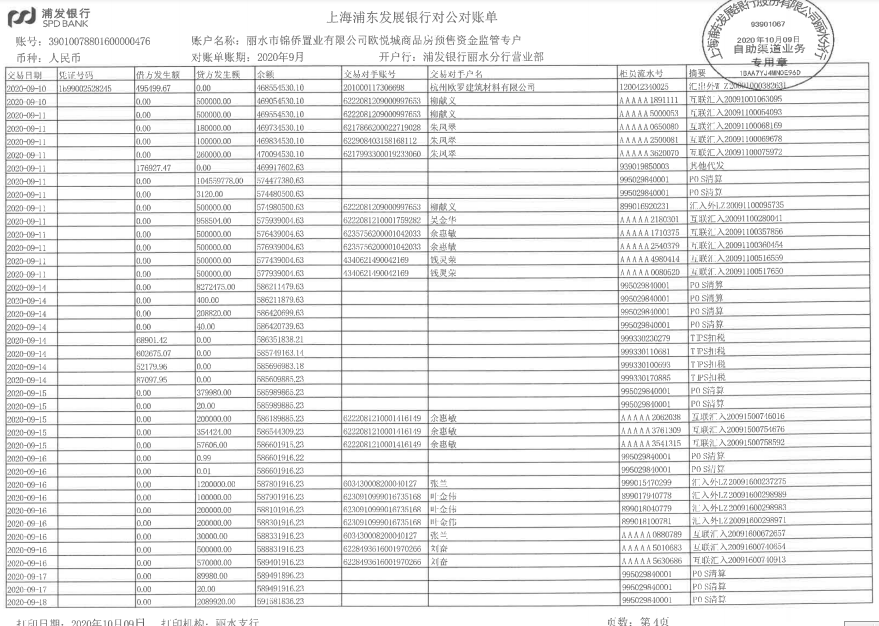 浦发银行
SPD BANK
上海浦东发展银行对公对账单
93901067
2020年10月09日
自助渠道业务
专用章
账号: 39010078801600000476 账户名称: 丽水市锦侨置业有限公司欧悦城商品房预售资金监管专户
币种: 人民币 对账单账期: 2020年9月 开户行: 浦发银行丽水分行营业部
交易日期 凭证号码 借方发生额 贷方发生额 余额 交易对手账号 交易对手户名 柜员流水号 摘要
2020-09-10 1b99002528245 495499.67 0.00 468554530.10 201000117306698 杭州欧罗建筑材料有限公司 120042340025
2020-09-10 0.00 500000.00 469054530.10 6222081209000997653 柳献义 AAAAA1891111 互联汇入20091001063095
2020-09-11 0.00 500000.00 469554530.10 6222081209000997653 柳献义 AAAAA5000053 互联汇入20091100054093
2020-09-11 0.00 180000.00 469734530.10 6217866200022719028 朱凤翠 AAAAA0650080 互联汇入20091100068169
2020-09-11 0.00 100000.00 469834530.10 622908403158168112 朱凤翠 AAAAA2500081 互联汇入20091100069678
2020-09-11 0.00 260000.00 470094530.10 6217993300019233060 朱凤翠 AAAAA3620070 互联汇入20091100075972
2020-09-11 176927.47 0.00 469917602.63 939019850003 其他代发
2020-09-11 0.00 104559778.00 574477380.63 995029840001 POS清算
2020-09-11 0.00 3120.00 574480500.63 995029840001 POS清算
2020-09-11 0.00 500000.00 574980500.63 6222081209000997653 柳献义 899016920231 汇入外LZ20091100095735
2020-09-11 0.00 958504.00 575939004.63 6222081210001759282 吴金华 AAAAA2180301 互联汇入20091100280041
2020-09-11 0.00 500000.00 576439004.63 6235756200001042033 余惠敏 AAAAA1710375 互联汇入20091100357856
2020-09-11 0.00 500000.00 576939004.63 6235756200001042033 余惠敏 AAAAA2540379 互联汇入20091100360454
2020-09-11 0.00 500000.00 577439004.63 4340621490042169 钱灵荣 AAAAA4980414 互联汇入20091100516559
2020-09-11 0.00 500000.00 577939004.63 4340621490042169 钱灵荣 AAAAA0080620 互联汇入20091100517650
2020-09-14 0.00 8272475.00 586211479.63 995029840001 POS清算
2020-09-14 0.00 400.00 586211879.63 995029840001 POS清算
2020-09-14 0.00 208820.00 586420699.63 995029840001 POS清算
2020-09-14 0.00 40.00 586420739.63 995029840001 POS清算
2020-09-14 68901.42 0.00 586351838.21 999330230279 TIPS扣税
2020-09-14 602675.07 0.00 585749163.14 999330110681 TIPS扣税
2020-09-14 52179.96 0.00 585696983.18 999330100693 TIPS扣税
2020-09-14 87097.95 0.00 585609885.23 999330170885 TIPS扣税
2020-09-15 0.00 379980.00 585989865.23 995029840001 POS清算
2020-09-15 0.00 20.00 585989885.23 995029840001 POS清算
2020-09-15 0.00 200000.00 586189885.23 6222081210001416149 余惠敏 AAAAA2062038 互联汇入20091500746016
2020-09-15 0.00 354424.00 586544309.23 6222081210001416149 余惠敏 AAAAA3761309 互联汇入20091500754676
2020-09-15 0.00 57606.00 586601915.23 6222081210001416149 余惠敏 AAAAA3541315 互联汇入20091500758592
2020-09-16 0.00 0.99 586601916.22 995029840001 POS清算
2020-09-16 0.00 0.01 586601916.23 995029840001 POS清算
2020-09-16 0.00 1200000.00 587801916.23 603430008200040127 张兰 999015470299 汇入外LZ20091600237275
2020-09-16 0.00 100000.00 587901916.23 6230910999016735168 叶金伟 899017940778 汇入外LZ20091600298989
2020-09-16 0.00 200000.00 588101916.23 6230910999016735168 叶金伟 899018040779 汇入外LZ20091600298983
2020-09-16 0.00 200000.00 588301916.23 6230910999016735168 叶金伟 899018100781 汇入外LZ20091600298971
2020-09-16 0.00 30000.00 588331916.23 603430008200040127 张兰 AAAAA0880789 互联汇入20091600672657
2020-09-16 0.00 500000.00 588831916.23 6228493616001970266 刘奋 AAAAA5010683 互联汇入20091600740654
2020-09-16 0.00 570000.00 589401916.23 6228493616001970266 刘奋 AAAAA5630686 互联汇入20091600740913
2020-09-17 0.00 89980.00 589491896.23 995029840001 POS清算
2020-09-17 0.00 20.00 589491916.23 995029840001 POS清算
2020-09-18 0.00 2089920.00 591581836.23 995029840001 POS清算
打印日期: 2020年10月09日 打印机构: 丽水支行 页数: 第4页